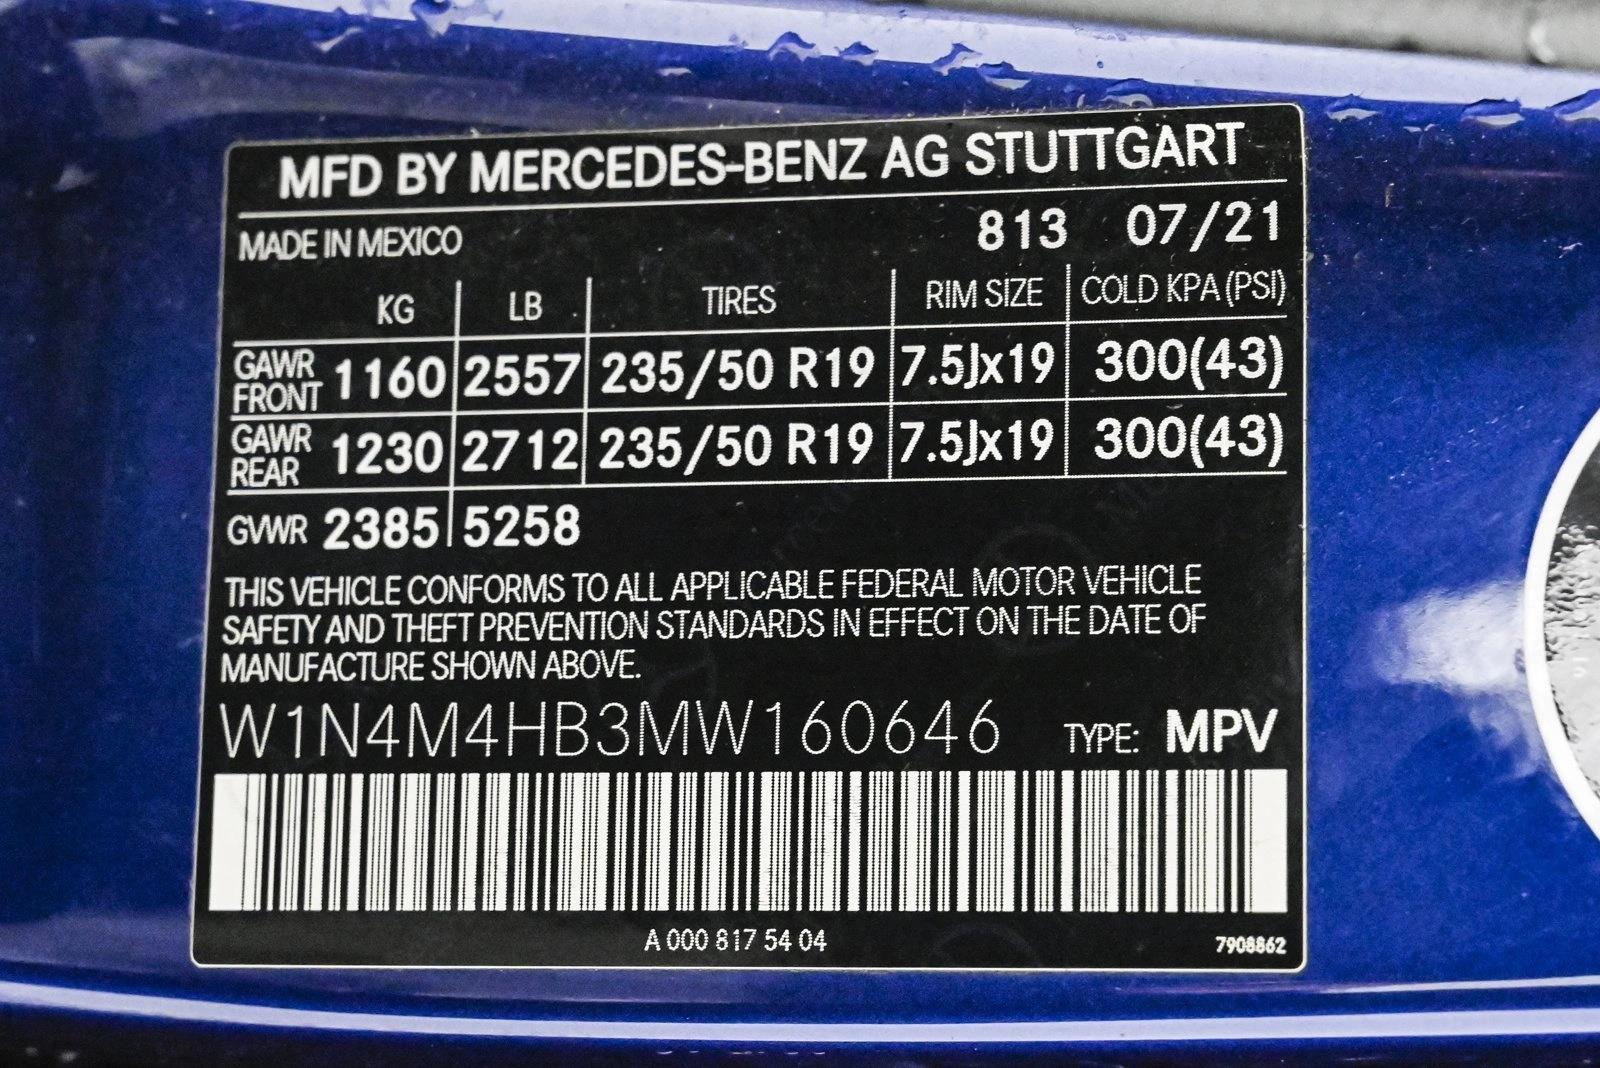 MFD BY MERCEDES-BENZ AG STUTTGART
MADE IN MEXICO 813 07/21
KG LB TIRES RIM SIZE COLD KPA (PSI)
GAWR FRONT 1160 2557 235/50 R19 7.5Jx19 300(43)
GAWR REAR 1230 2712 235/50 R19 7.5Jx19 300(43)
GVWR 2385 5258
THIS VEHICLE CONFORMS TO ALL APPLICABLE FEDERAL MOTOR VEHICLE
SAFETY AND THEFT PREVENTION STANDARDS IN EFFECT ON THE DATE OF
MANUFACTURE SHOWN ABOVE.
W1N4M4HB3MW160646 TYPE: MPV
A 000 817 54 04 7908862